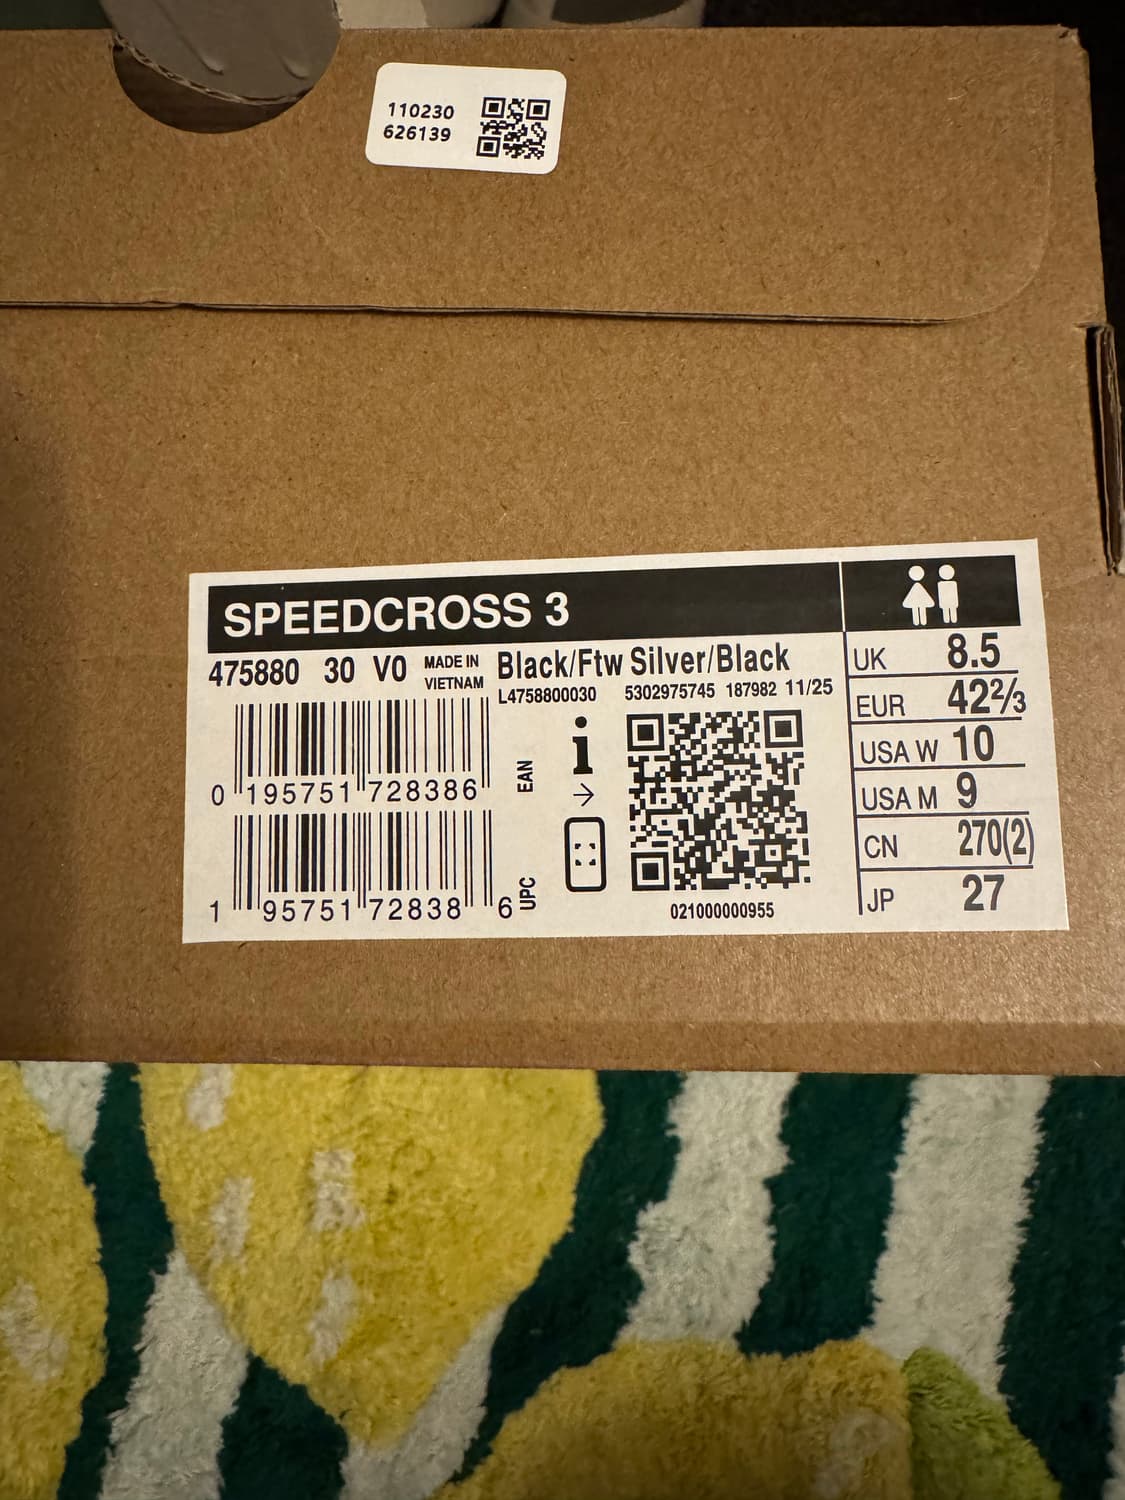 110230
626139
SPEEDCROSS 3
475880 30 V0 MADE IN VIETNAM Black/Ftw Silver/Black
L4758800030 5302975745 187982 11/25
0 195751 728386 EAN
1 95751 72838 6 UPC
i
→
021000000955
UK 8.5
EUR 42⅔
USA W 10
USA M 9
CN 270(2)
JP 27